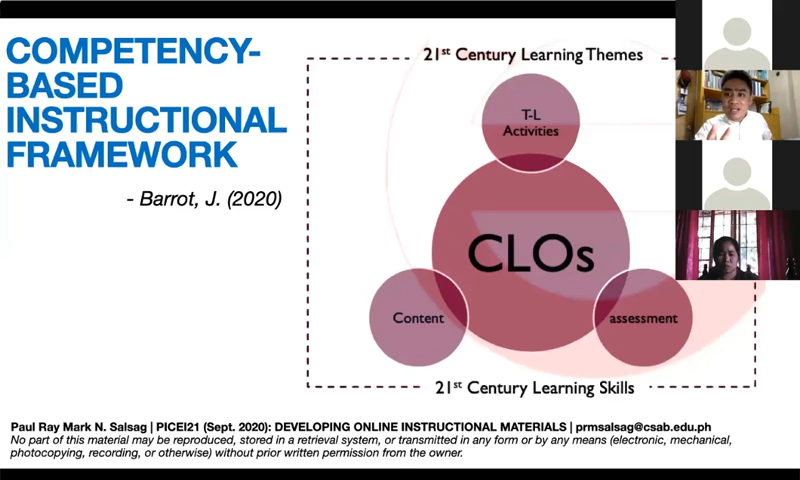 COMPETENCY-
BASED
INSTRUCTIONAL
FRAMEWORK
- Barrot, J. (2020)
21st Century Learning Themes
T-L
Activities
CLOs
Content
assessment
21st Century Learning Skills
Paul Ray Mark N. Salsag | PICEI21 (Sept. 2020): DEVELOPING ONLINE INSTRUCTIONAL MATERIALS | prmsalsag@csab.edu.ph
No part of this material may be reproduced, stored in a retrieval system, or transmitted in any form or by any means (electronic, mechanical,
photocopying, recording, or otherwise) without prior written permission from the owner.